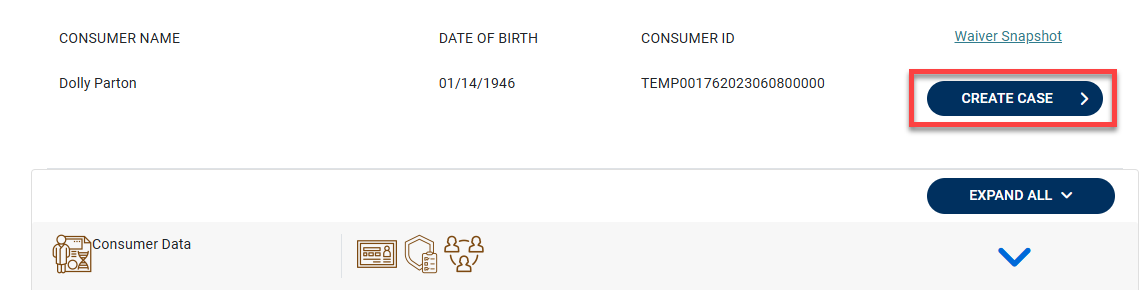 CONSUMER NAME DATE OF BIRTH CONSUMER ID Waiver Snapshot
Dolly Parton 01/14/1946 TEMP001762023060800000
CREATE CASE
EXPAND ALL
Consumer Data